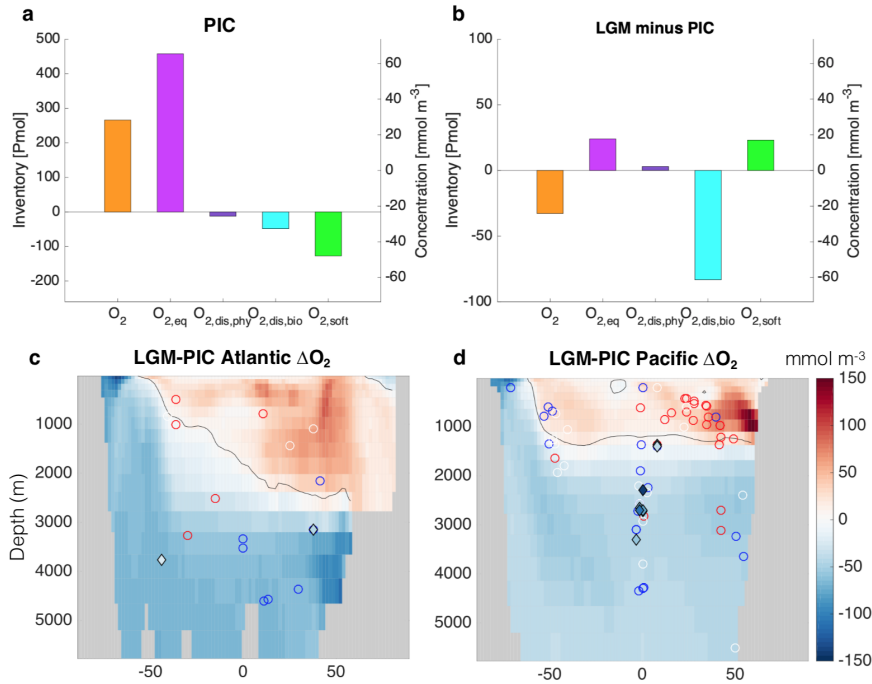 a
PIC
Inventory [Pmol]
500
400
300
200
100
0
-100
-200
60
40
20
0
-20
-40
-60
Concentration [mmol m⁻³]
O₂ O₂,eq O₂,dis,phy O₂,dis,bio O₂,soft
b
LGM minus PIC
Inventory [Pmol]
100
50
0
-50
-100
60
40
20
0
-20
-40
-60
Concentration [mmol m⁻³]
O₂ O₂,eq O₂,dis,phy O₂,dis,bio O₂,soft
c
LGM-PIC Atlantic ΔO₂
Depth (m)
1000
2000
3000
4000
5000
-50 0 50
d
LGM-PIC Pacific ΔO₂
1000
2000
3000
4000
5000
-50 0 50
mmol m⁻³
150
100
50
0
-50
-100
-150